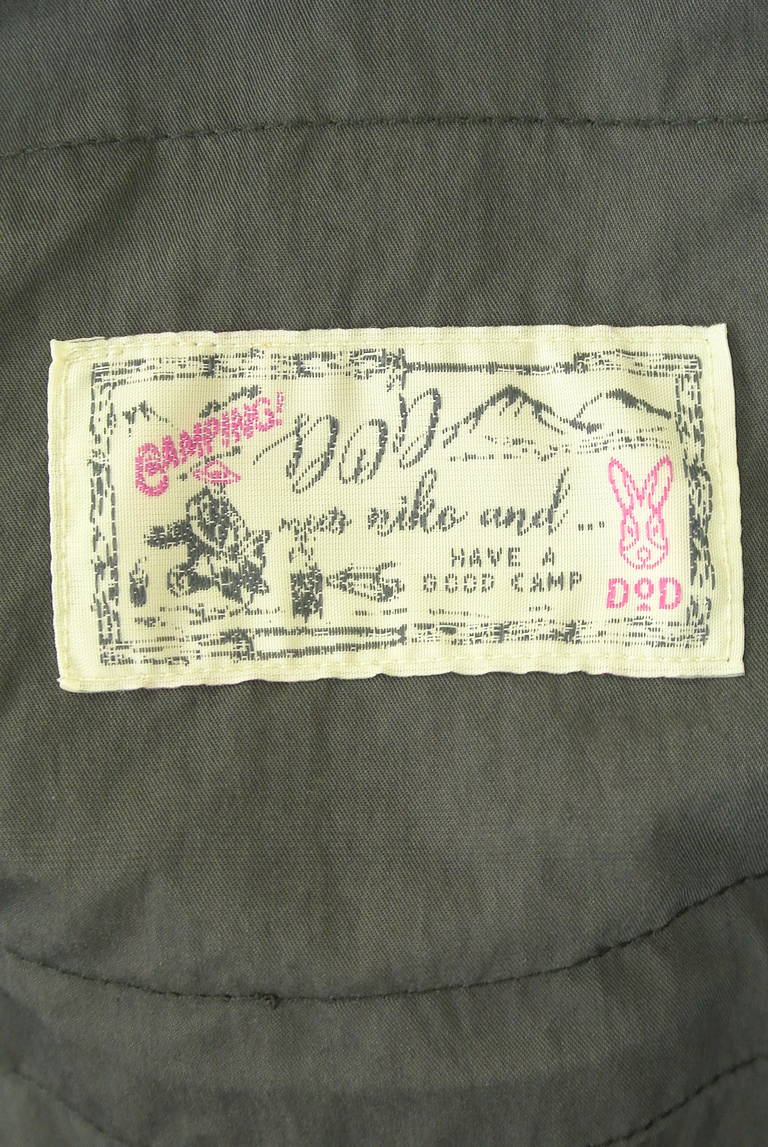 CAMPING!
DOD
niko and ...
HAVE A
GOOD CAMP
DOD